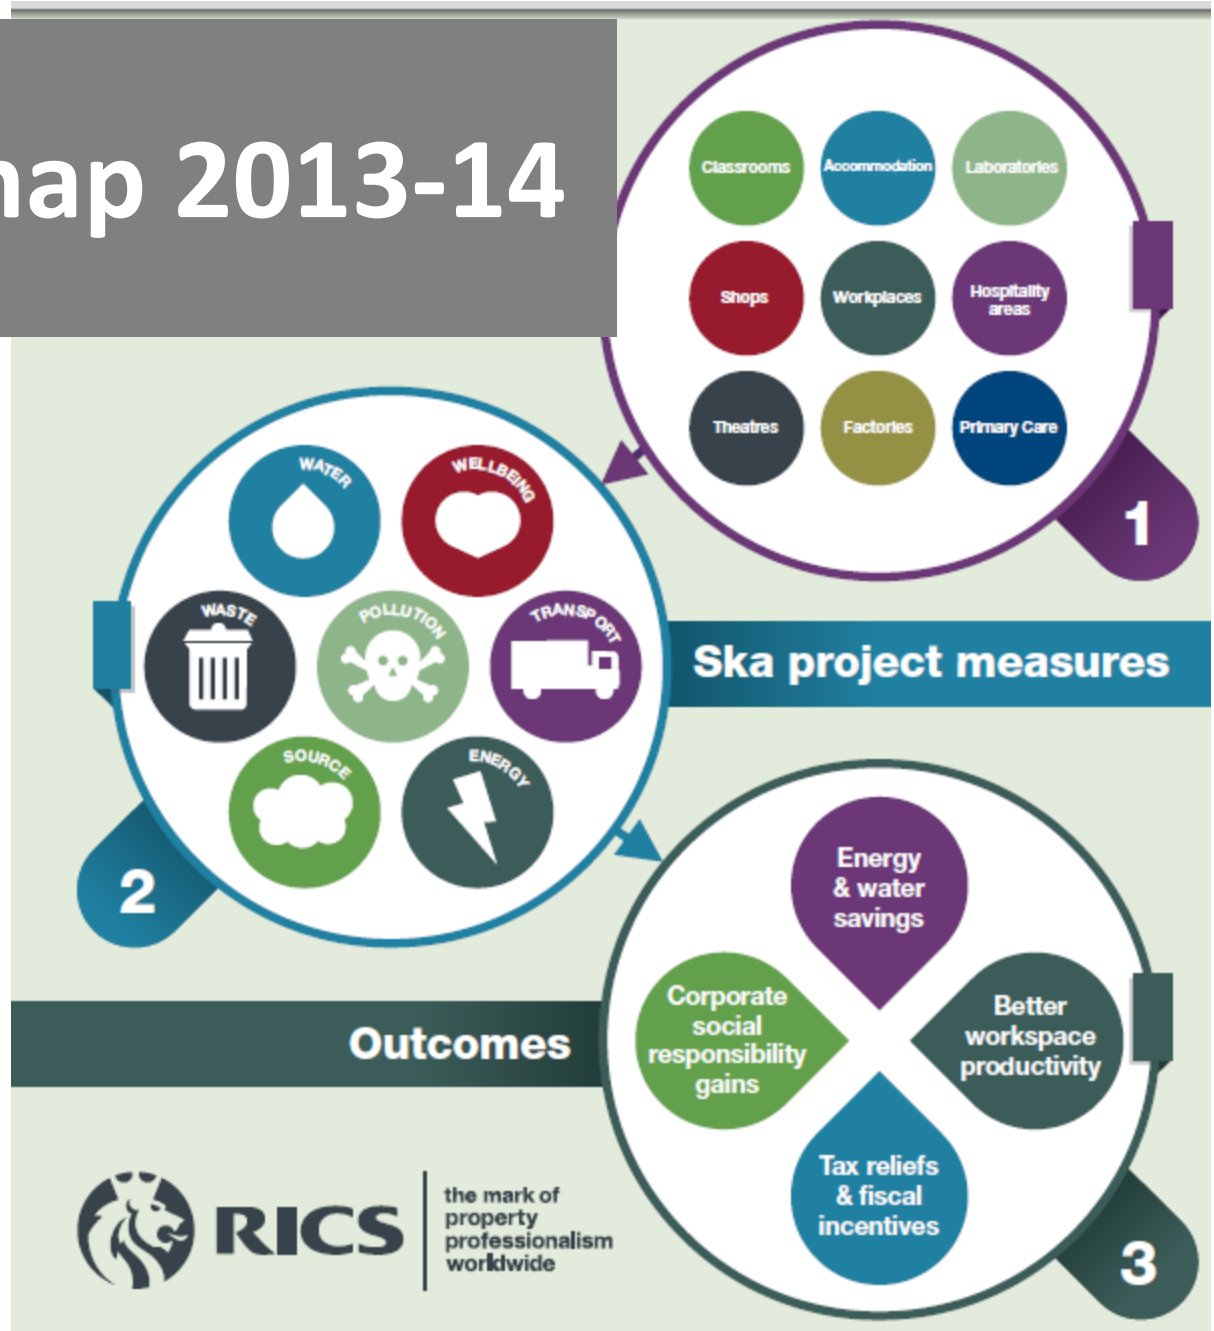 map 2013-14
Classrooms
Accommodation
Laboratories
Shops
Workplaces
Hospitality
areas
Theatres
Factories
Primary Care
1
WATER
WELLBEING
WASTE
POLLUTION
TRANSPORT
SOURCE
ENERGY
2
Ska project measures
Energy
& water
savings
Corporate
social
responsibility
gains
Better
workspace
productivity
Tax reliefs
& fiscal
incentives
3
Outcomes
RICS
the mark of
property
professionalism
worldwide